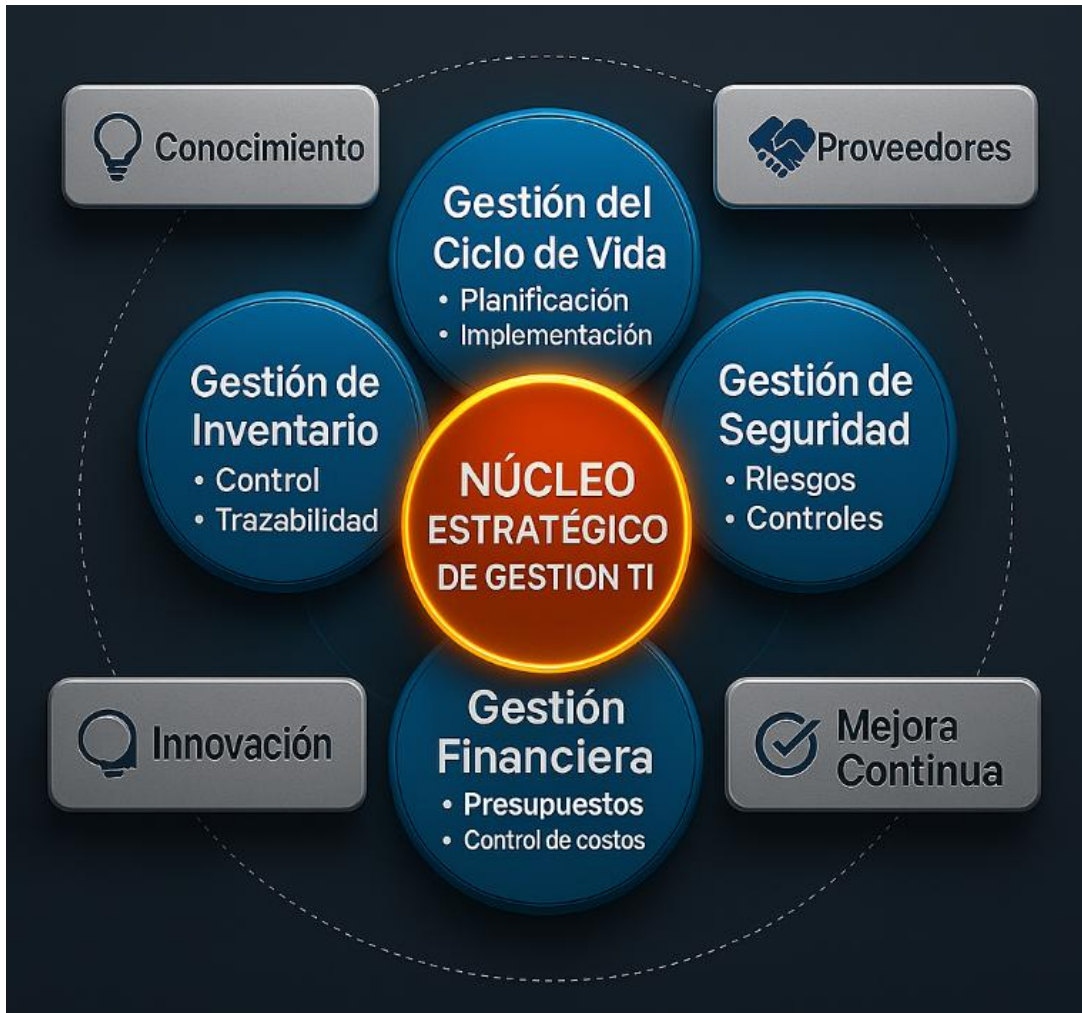 Conocimiento
Proveedores
Gestión del
Ciclo de Vida
• Planificación
• Implementación
Gestión de
Inventario
• Control
• Trazabilidad
Gestión de
Seguridad
• RIesgos
• Controles
NÚCLEO
ESTRATÉGICO
DE GESTION TI
Innovación
Gestión
Financiera
• Presupuestos
• Control de costos
Mejora
Continua